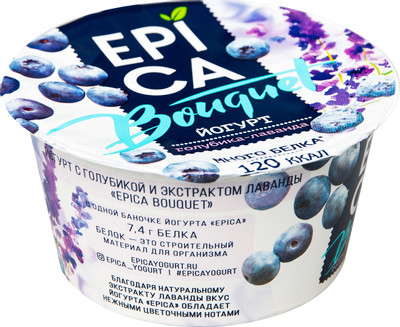 EPICA
Bouquet
ЙОГУРТ
голубика-лаванда
МНОГО БЕЛКА
120 ККАЛ
ЙОГУРТ С ГОЛУБИКОЙ И ЭКСТРАКТОМ ЛАВАНДЫ
«EPICA BOUQUET»
В ОДНОЙ БАНОЧКЕ ЙОГУРТА «EPICA»
7,4 г БЕЛКА
БЕЛОК — ЭТО СТРОИТЕЛЬНЫЙ
МАТЕРИАЛ ДЛЯ ОРГАНИЗМА
EPICAYOGURT.RU
EPICA_YOGURT | #EPICAYOGURT
БЛАГОДАРЯ НАТУРАЛЬНОМУ
ЭКСТРАКТУ ЛАВАНДЫ ВКУС
ЙОГУРТА «EPICA» ОБЛАДАЕТ
НЕЖНЫМИ ЦВЕТОЧНЫМИ НОТАМИ